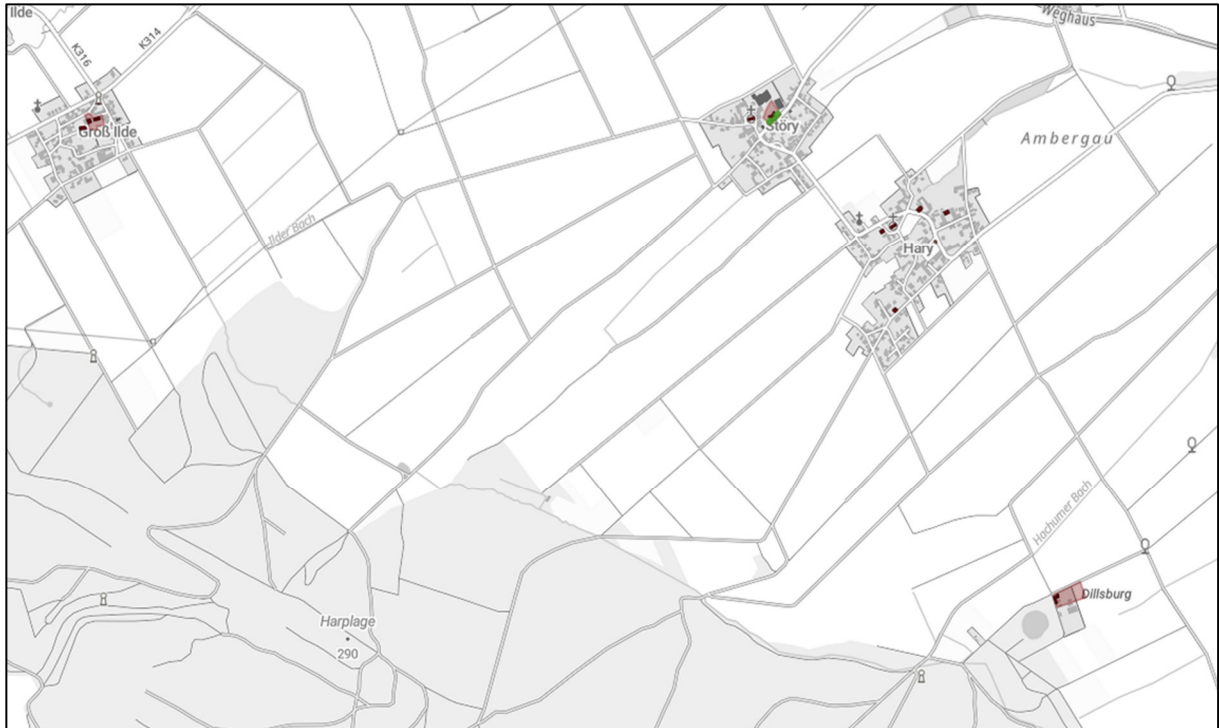 Ilde
Weghaus
K316
K314
Groß Ilde
Störy
Ambergau
Ilder Bach
Hary
Hachumer Bach
Dillsburg
Harplage
290